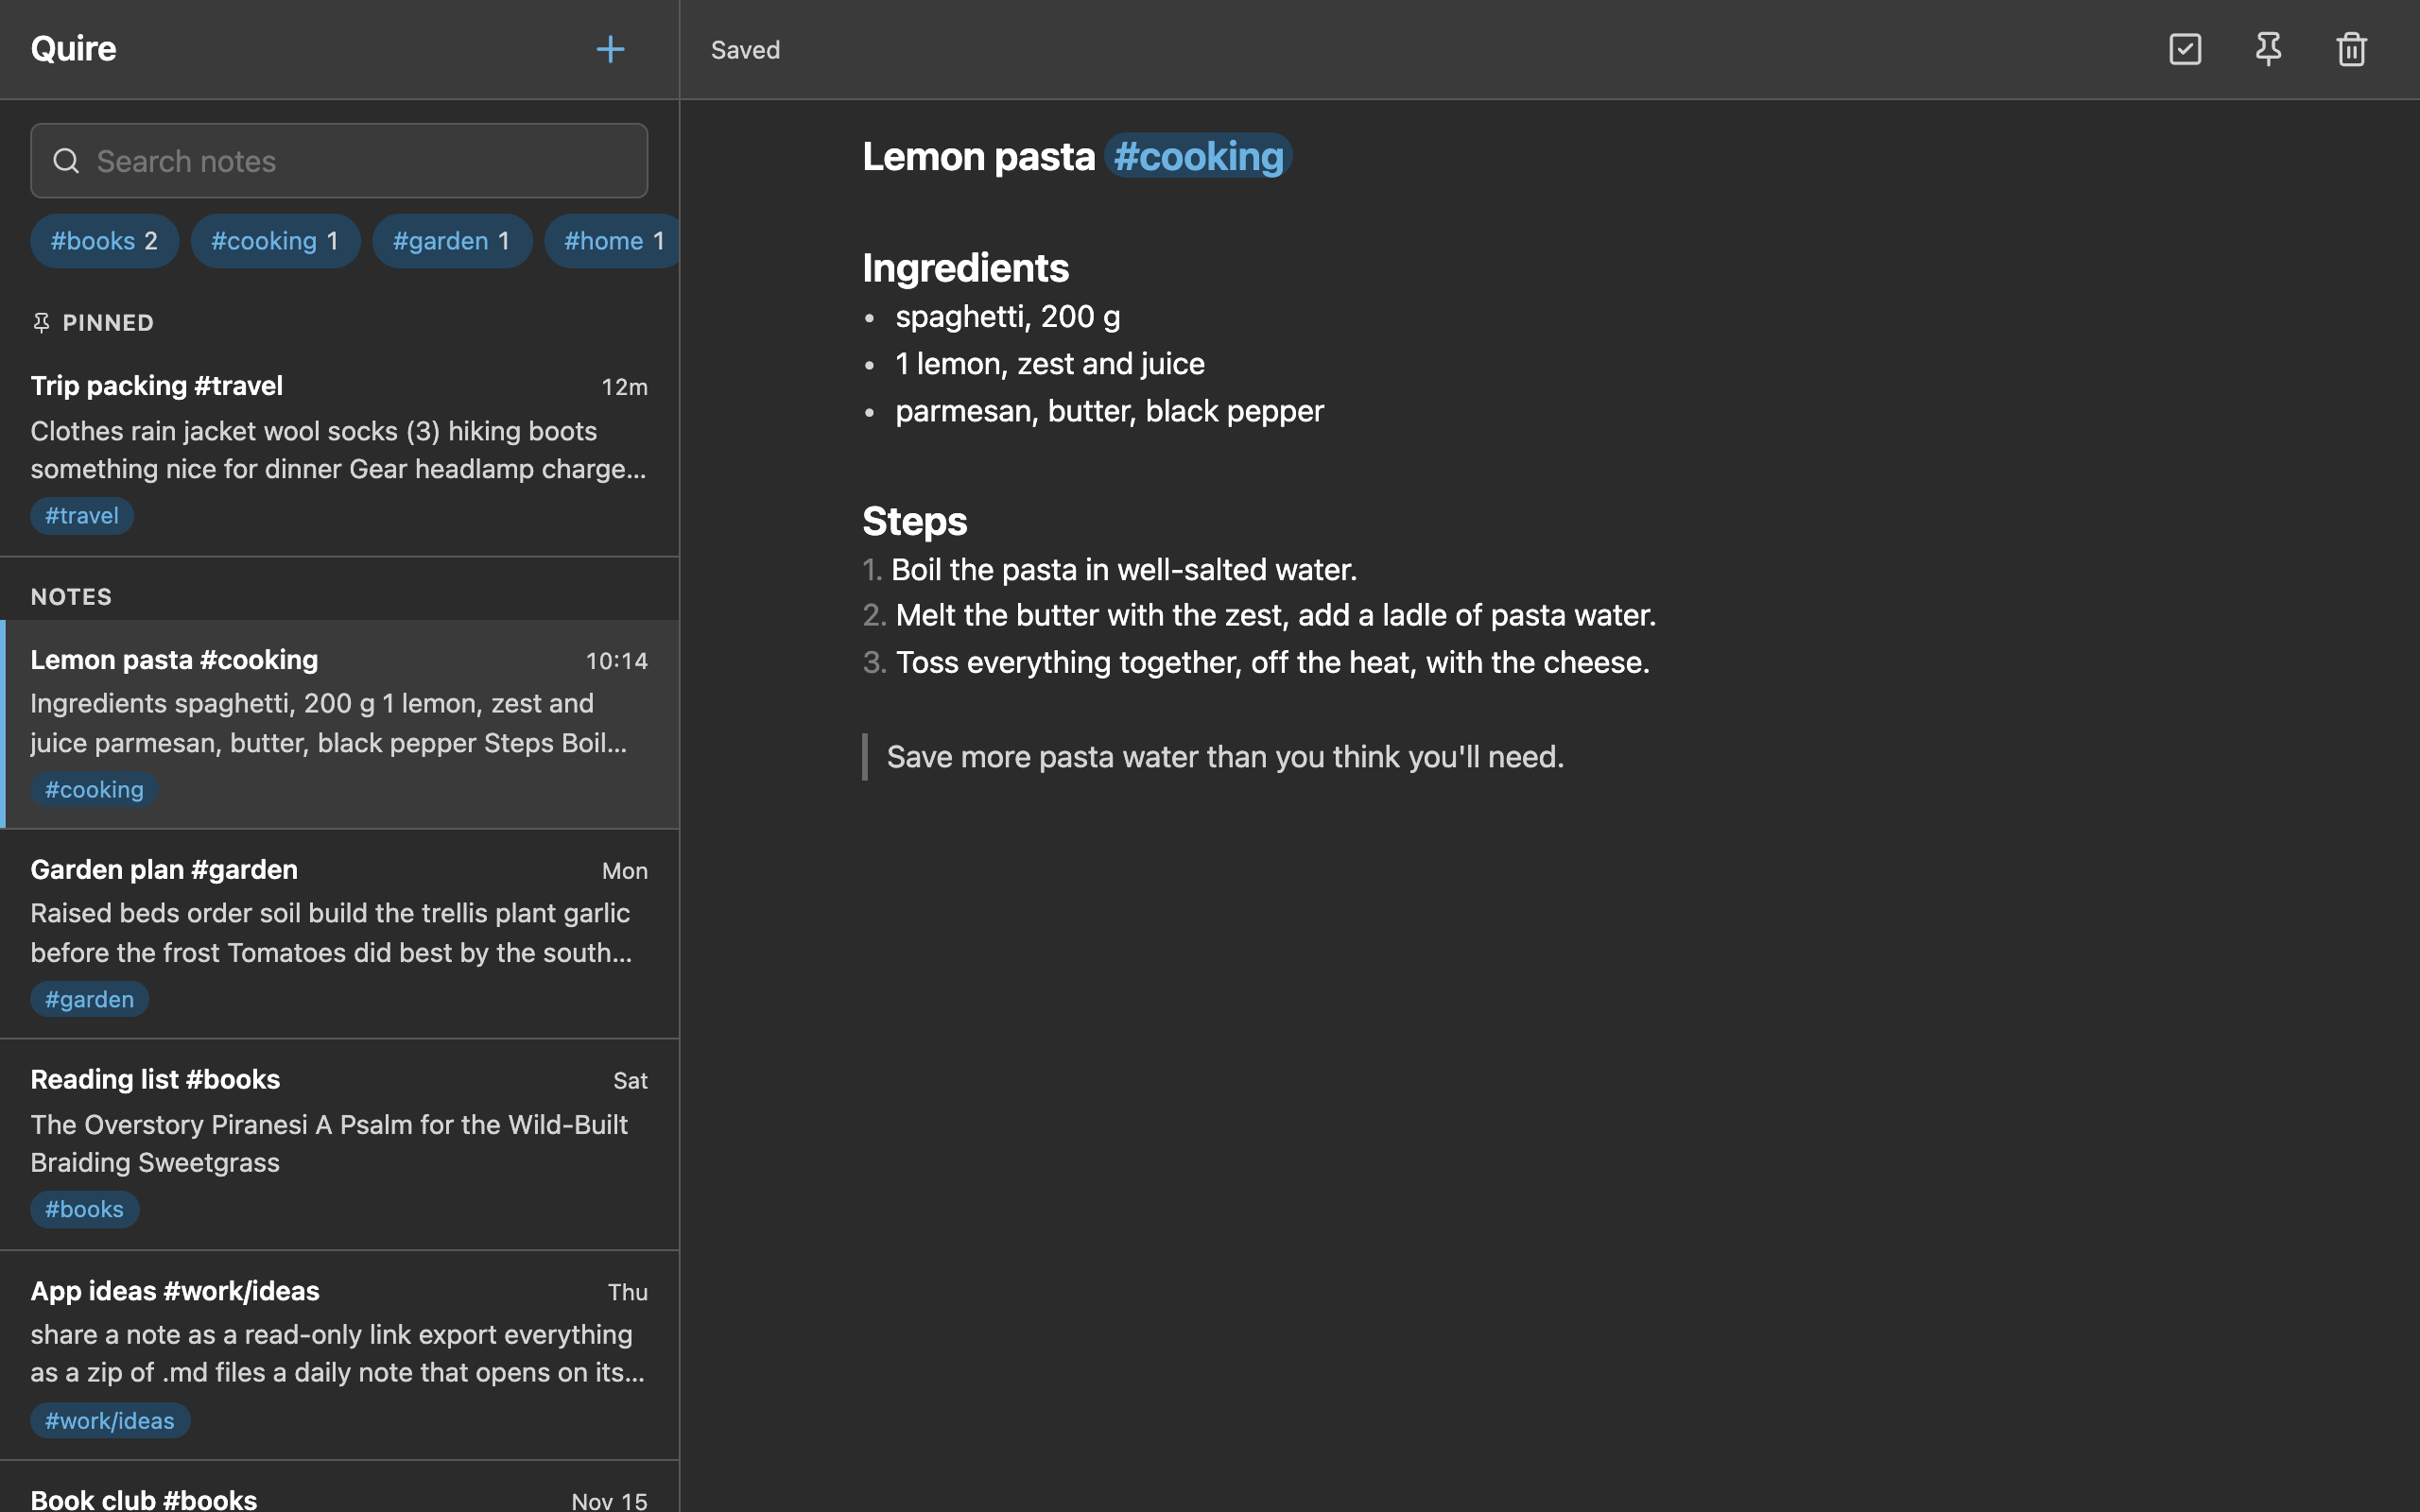 Quire
Search notes
#books 2 #cooking 1 #garden 1 #home 1
PINNED
Trip packing #travel 12m
Clothes rain jacket wool socks (3) hiking boots
something nice for dinner Gear headlamp charge...
#travel
NOTES
Lemon pasta #cooking 10:14
Ingredients spaghetti, 200 g 1 lemon, zest and
juice parmesan, butter, black pepper Steps Boil...
#cooking
Garden plan #garden Mon
Raised beds order soil build the trellis plant garlic
before the frost Tomatoes did best by the south...
#garden
Reading list #books Sat
The Overstory Piranesi A Psalm for the Wild-Built
Braiding Sweetgrass
#books
App ideas #work/ideas Thu
share a note as a read-only link export everything
as a zip of .md files a daily note that opens on its...
#work/ideas
Book club #books Nov 15
Saved
Lemon pasta #cooking
Ingredients
• spaghetti, 200 g
• 1 lemon, zest and juice
• parmesan, butter, black pepper
Steps
1. Boil the pasta in well-salted water.
2. Melt the butter with the zest, add a ladle of pasta water.
3. Toss everything together, off the heat, with the cheese.
Save more pasta water than you think you'll need.